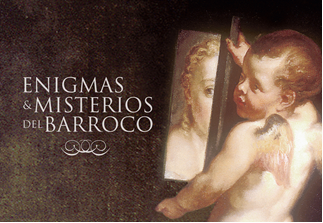 ENIGMAS
& MISTERIOS
DEL BARROCO